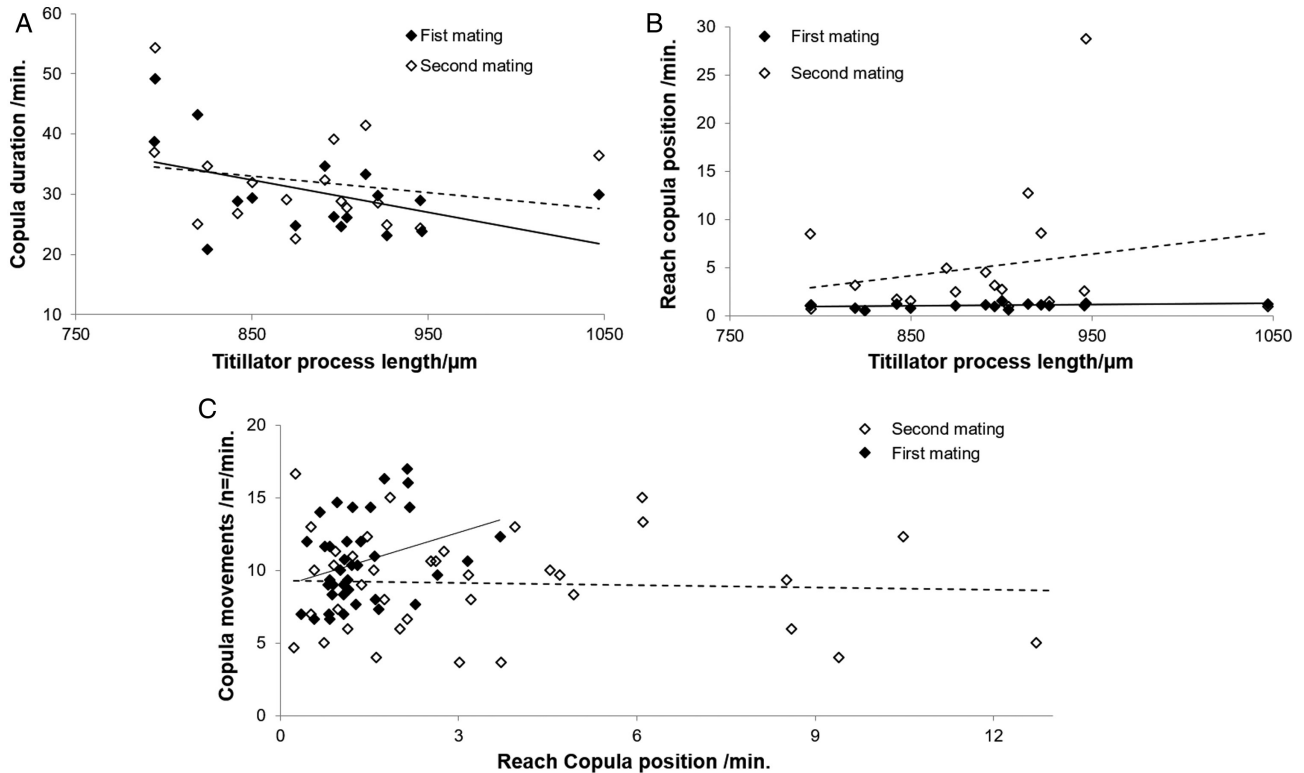 A
60
50
40
30
20
10
Copula duration /min.
Fist mating
Second mating
750
850
950
1050
Titillator process length/µm
B
30
25
20
15
10
5
0
Reach copula position /min.
First mating
Second mating
750
850
950
1050
Titillator process length/µm
C
20
15
10
5
0
Copula movements /n=/min.
Second mating
First mating
0
3
6
9
12
Reach Copula position /min.